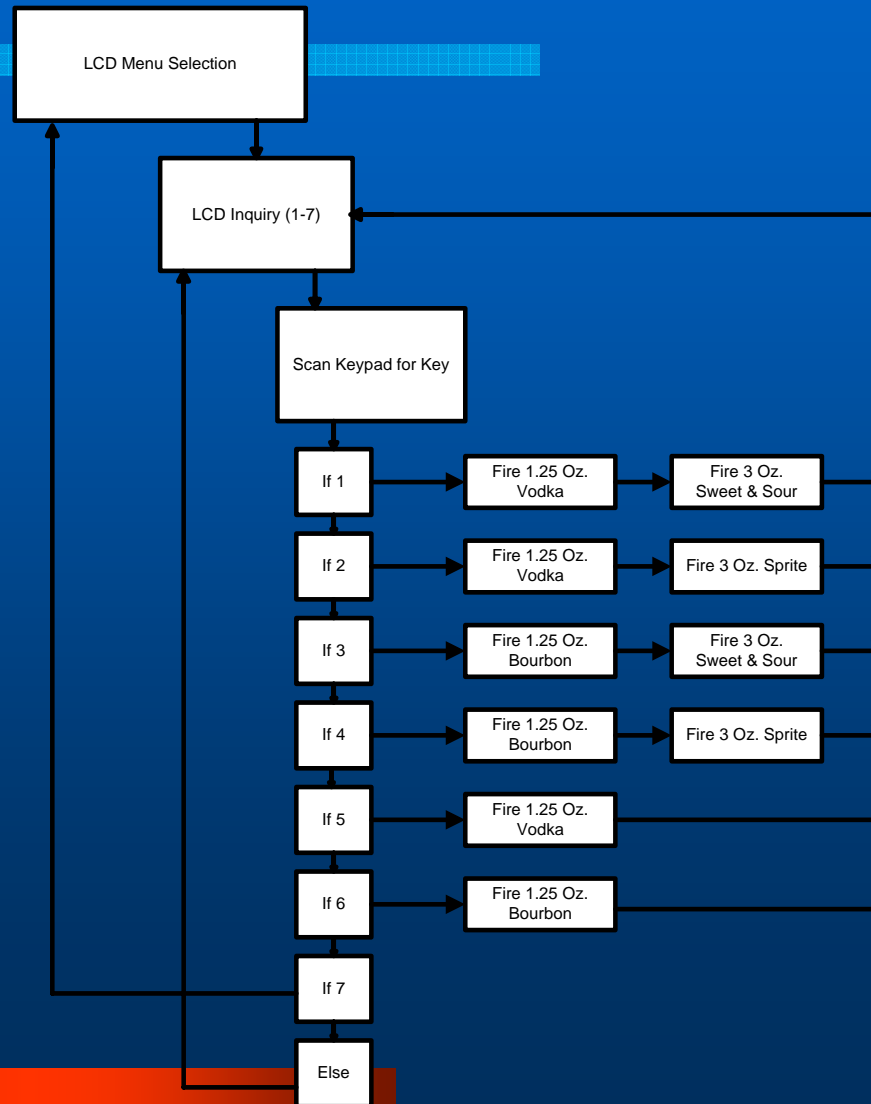 LCD Menu Selection
LCD Inquiry (1-7)
Scan Keypad for Key
If 1
Fire 1.25 Oz.
Vodka
Fire 3 Oz.
Sweet & Sour
If 2
Fire 1.25 Oz.
Vodka
Fire 3 Oz. Sprite
If 3
Fire 1.25 Oz.
Bourbon
Fire 3 Oz.
Sweet & Sour
If 4
Fire 1.25 Oz.
Bourbon
Fire 3 Oz. Sprite
If 5
Fire 1.25 Oz.
Vodka
If 6
Fire 1.25 Oz.
Bourbon
If 7
Else